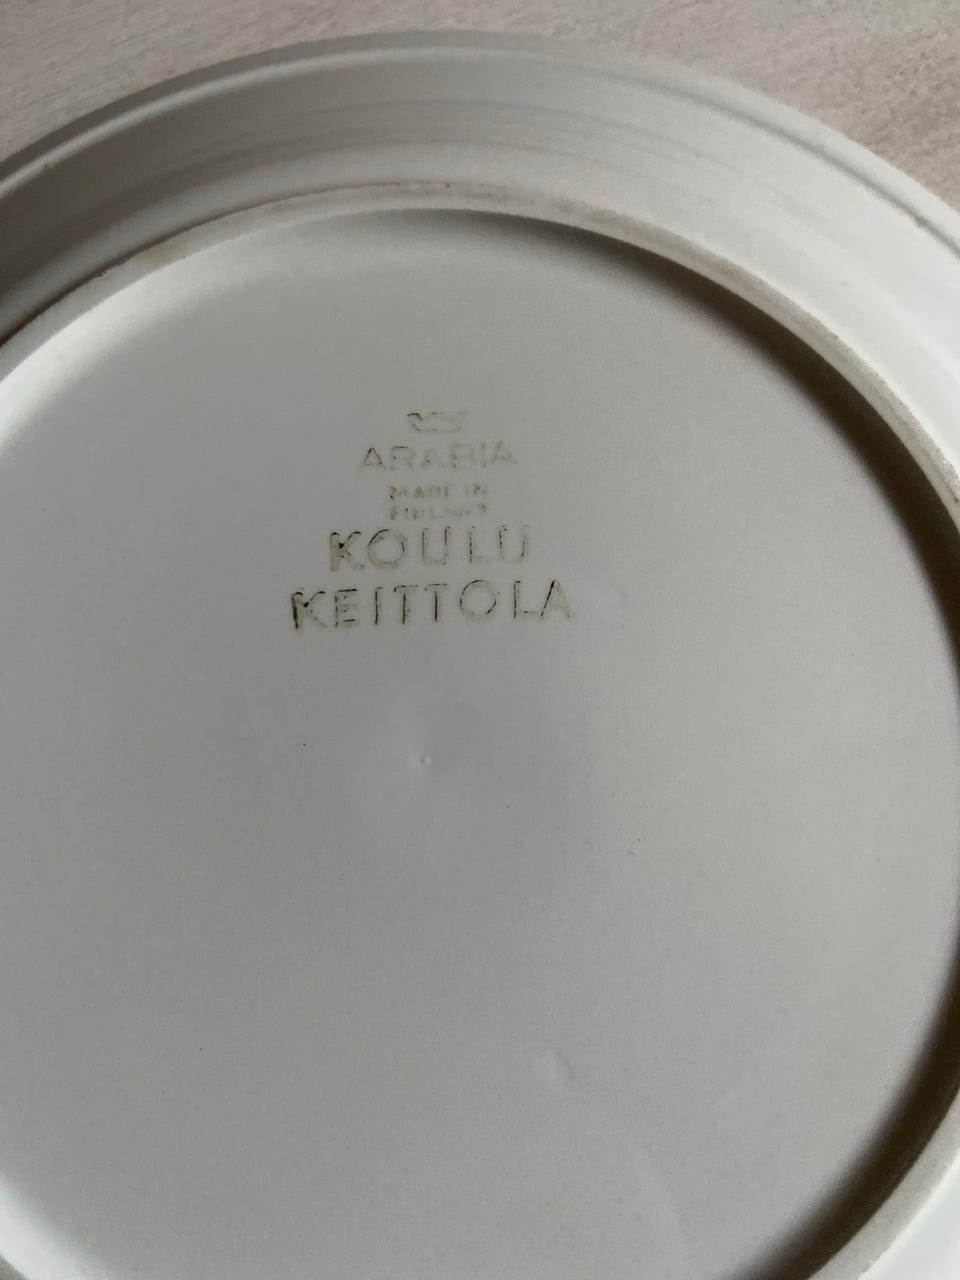 ARABIA
MADE IN
FINLAND
KOULU
KEITTOLA